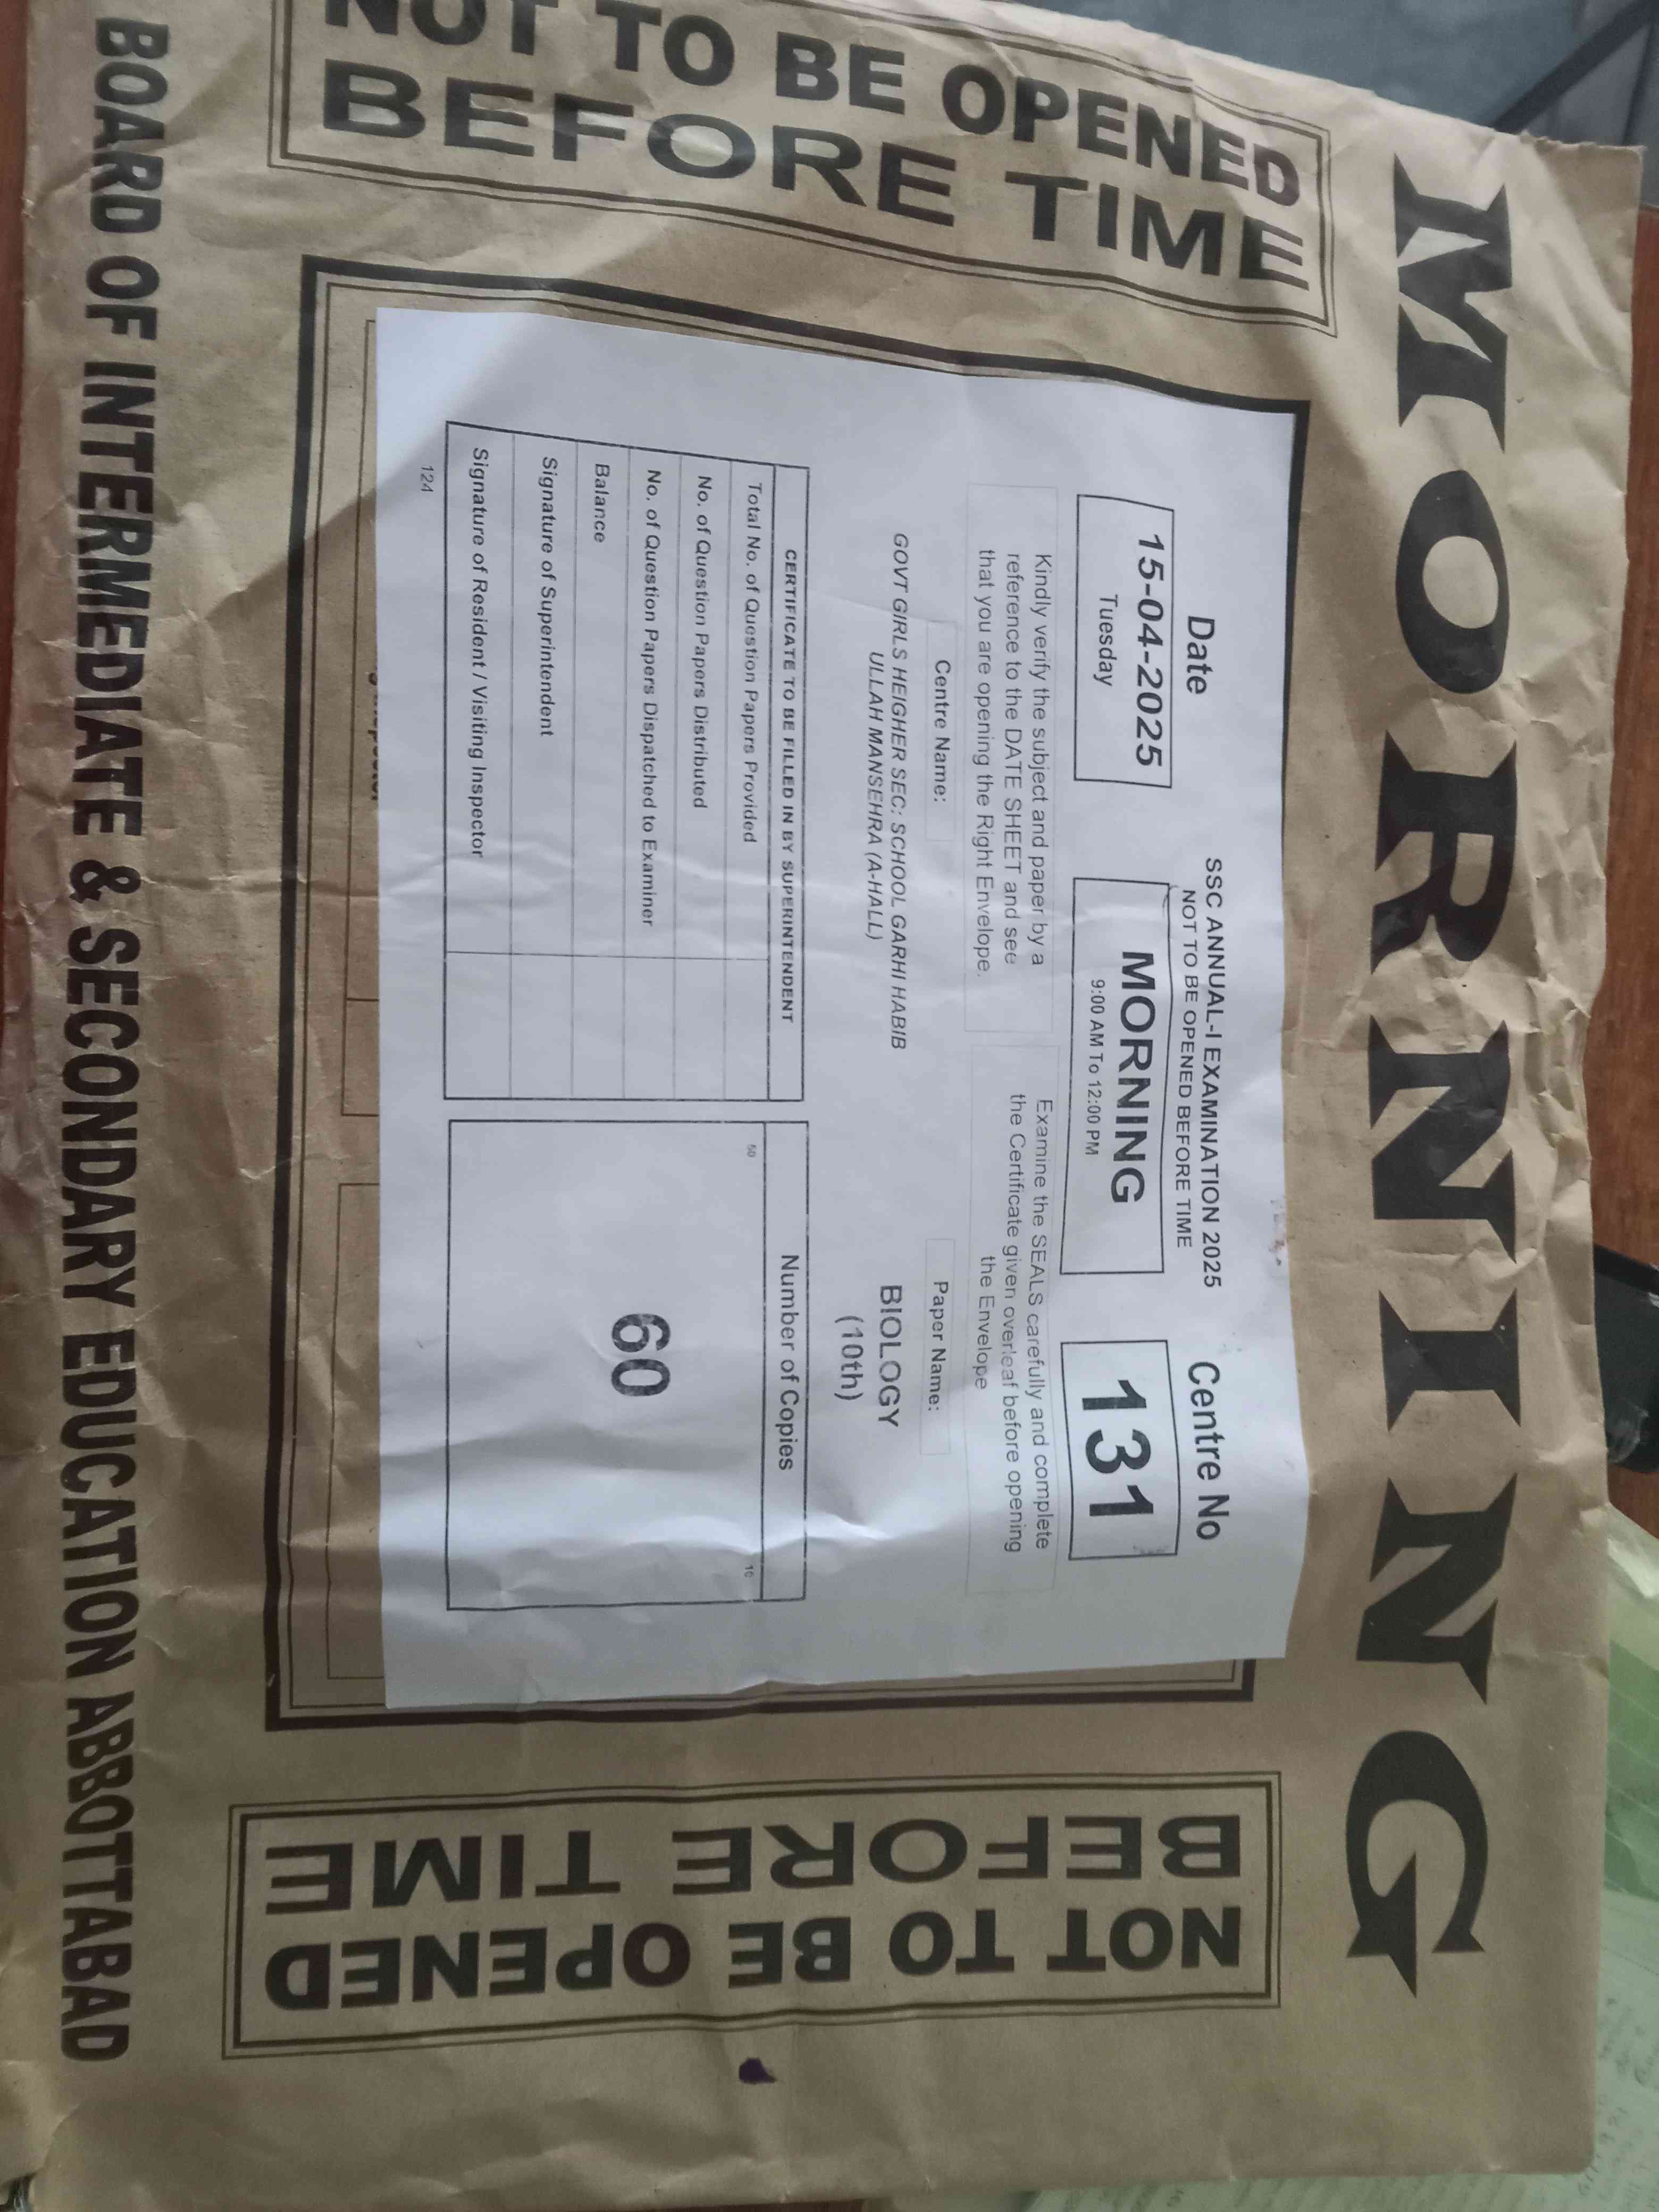 MORNING
NOT TO BE OPENED
BEFORE TIME
Date
SSC ANNUAL-I EXAMINATION 2025
NOT TO BE OPENED BEFORE TIME
Centre No
15-04-2025
Tuesday
MORNING
9:00 AM To 12:00 PM
131
Kindly verify the subject and paper by a
reference to the DATE SHEET and see
that you are opening the Right Envelope.
Examine the SEALS carefully and complete
the Certificate given overleaf before opening
the Envelope
Centre Name:
GOVT GIRLS HEIGHER SEC: SCHOOL GARHI HABIB
ULLAH MANSEHRA (A-HALL)
Paper Name:
BIOLOGY
(10th)
CERTIFICATE TO BE FILLED IN BY SUPERINTENDENT
Total No. of Question Papers Provided
No. of Question Papers Distributed
No. of Question Papers Dispatched to Examiner
Balance
Signature of Superintendent
Signature of Resident / Visiting Inspector
Number of Copies
50
10
60
124
NOT TO BE OPENED
BEFORE TIME
BOARD OF INTERMEDIATE & SECONDARY EDUCATION ABBOTTABAD